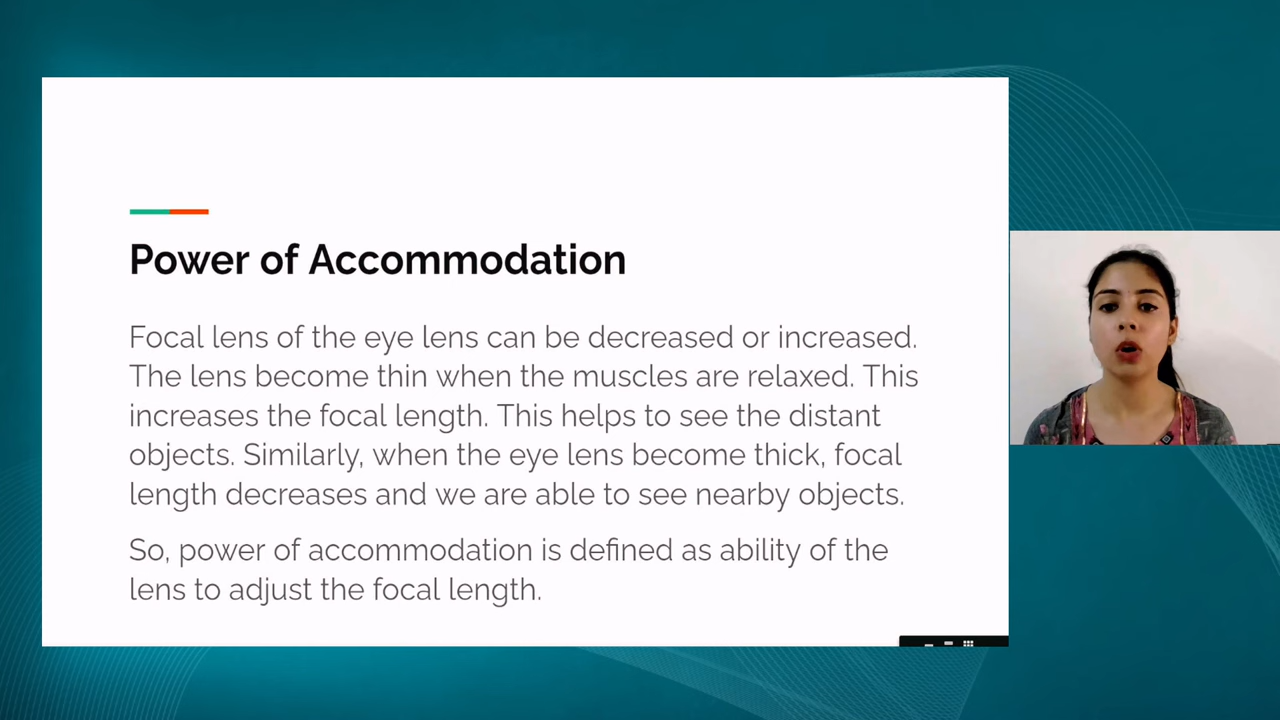 Power of Accommodation
Focal lens of the eye lens can be decreased or increased.
The lens become thin when the muscles are relaxed. This
increases the focal length. This helps to see the distant
objects. Similarly, when the eye lens become thick, focal
length decreases and we are able to see nearby objects.
So, power of accommodation is defined as ability of the
lens to adjust the focal length.